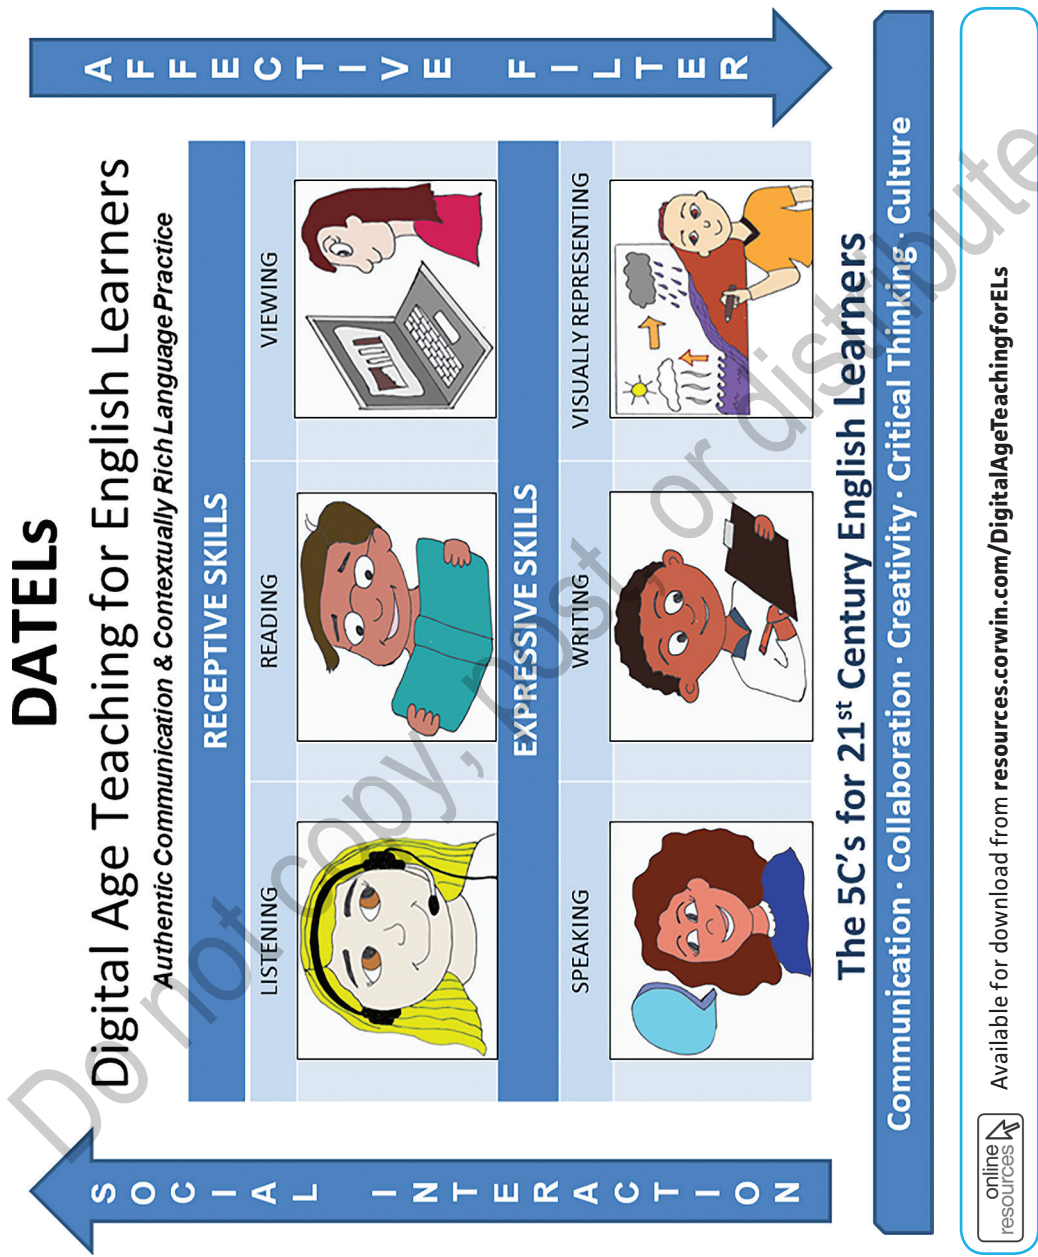 DATELs
Digital Age Teaching for English Learners
Authentic Communication & Contextually Rich Language Practice
SOCIAL INTERACTION
RECEPTIVE SKILLS
LISTENING
READING
VIEWING
EXPRESSIVE SKILLS
SPEAKING
WRITING
VISUALLY REPRESENTING
AFFECTIVE FILTER
The 5C's for 21st Century English Learners
Communication · Collaboration · Creativity · Critical Thinking · Culture
online
resources
Available for download from resources.corwin.com/DigitalAgeTeachingforELs
Do not copy, post, or distribute